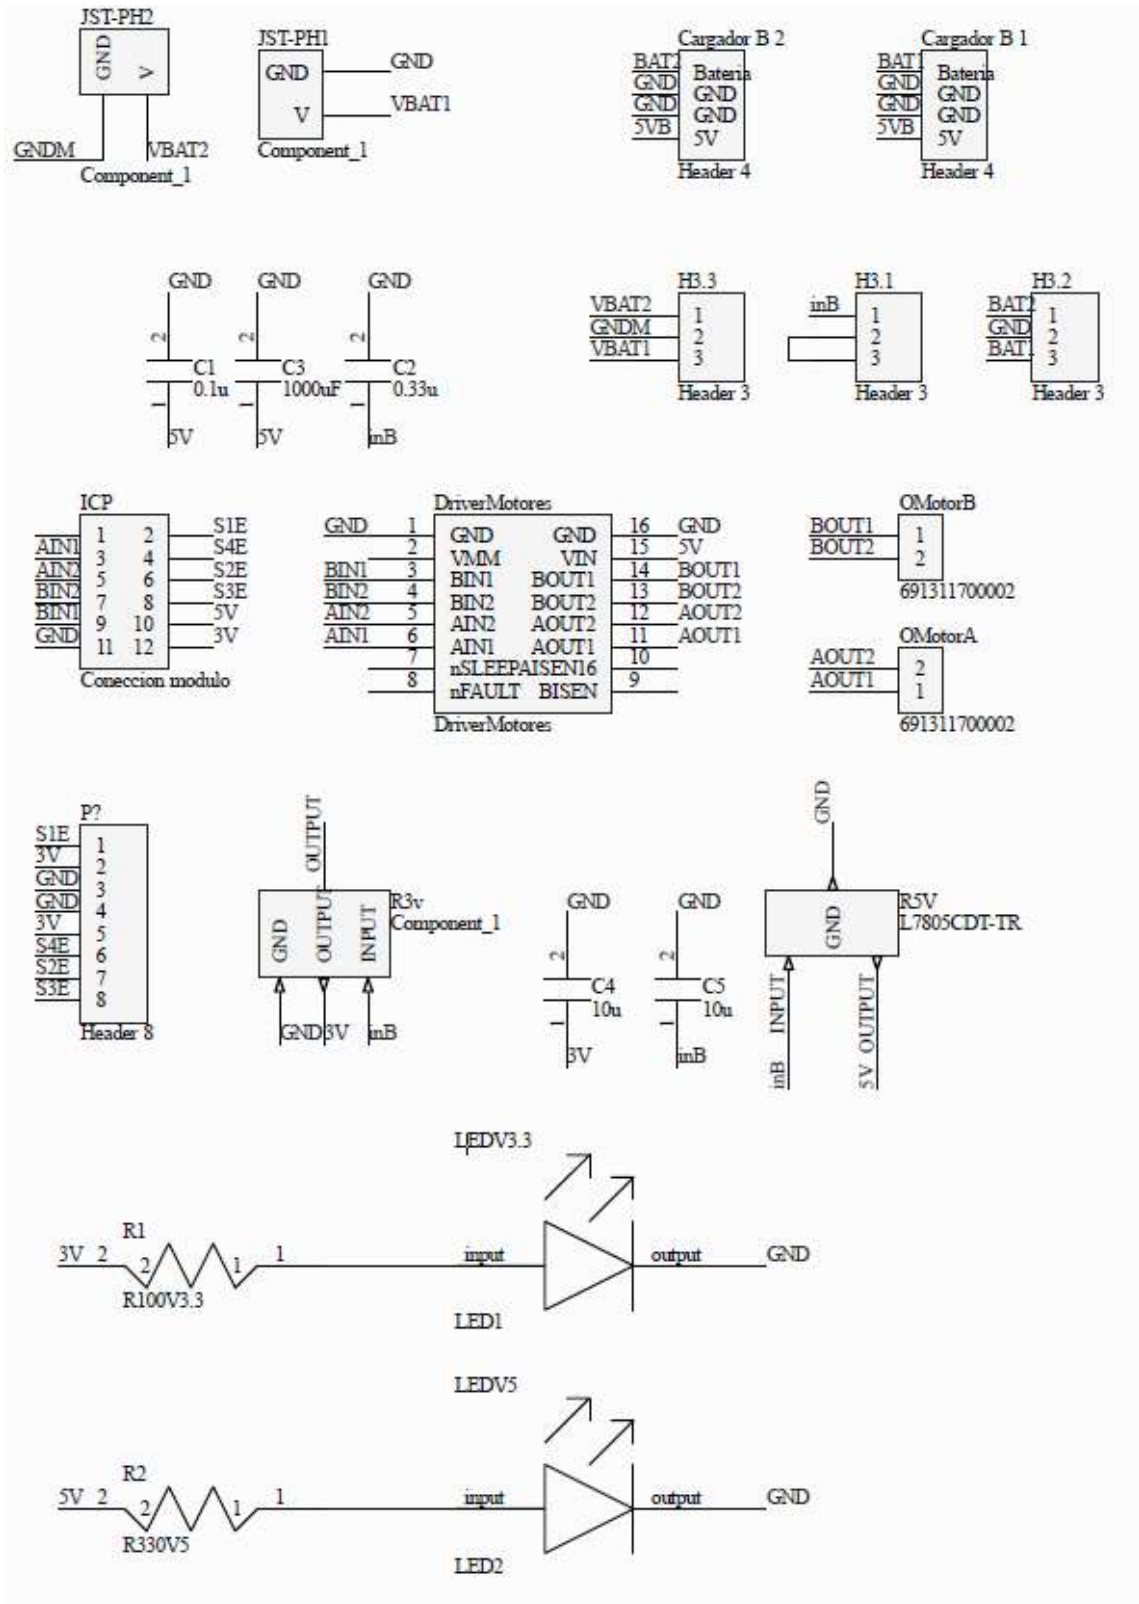 JST-PH2
GND
V
GNDM
VBAT2
Component_1
JST-PH1
GND
GND
V
VBAT1
Component_1
Cargador B 2
BAT2
Bateria
GND
GND
GND
GND
5VB
5V
Header 4
Cargador B 1
BAT1
Bateria
GND
GND
GND
GND
5VB
5V
Header 4
GND
2
C1
0.1u
1
5V
GND
2
C3
1000uF
1
5V
GND
2
C2
0.33u
1
inB
H3.3
VBAT2 1
GNDM 2
VBAT1 3
Header 3
H3.1
inB 1
2
3
Header 3
H3.2
BAT2 1
GND 2
BAT1 3
Header 3
ICP
1 2 S1E
AIN1 3 4 S4E
AIN2 5 6 S2E
BIN2 7 8 S3E
BIN1 9 10 5V
GND 11 12 3V
Coneccion modulo
DriverMotores
GND 1 GND GND 16 GND
2 VMM VIN 15 5V
BIN1 3 BIN1 BOUT1 14 BOUT1
BIN2 4 BIN2 BOUT2 13 BOUT2
AIN2 5 AIN2 AOUT2 12 AOUT2
AIN1 6 AIN1 AOUT1 11 AOUT1
7 nSLEEPAISEN16 10
8 nFAULT BISEN 9
DriverMotores
OMotorB
BOUT1 1
BOUT2 2
691311700002
OMotorA
AOUT2 2
AOUT1 1
691311700002
P?
S1E 1
3V 2
GND 3
GND 4
3V 5
S4E 6
S2E 7
S3E 8
Header 8
OUTPUT
R3v
Component_1
GND
OUTPUT
INPUT
GND
3V
inB
GND
2
C4
10u
1
3V
GND
2
C5
10u
1
inB
GND
R5V
L7805CDT-TR
GND
INPUT
OUTPUT
inB
5V
LEDV3.3
R1
3V 2 2 1 1 input output GND
R100V3.3
LED1
LEDV5
R2
5V 2 2 1 1 input output GND
R330V5
LED2